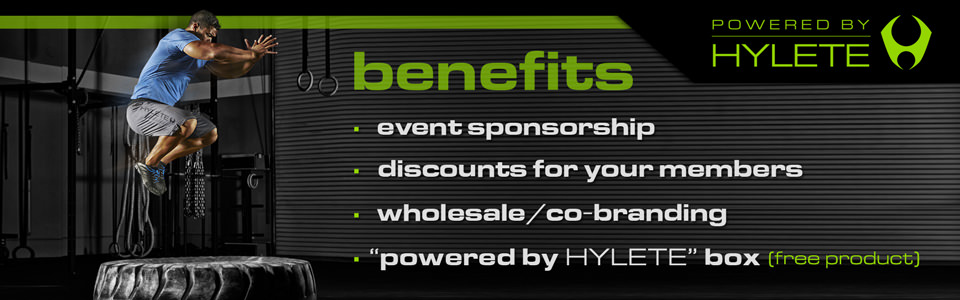 POWERED BY
HYLETE
benefits
▪ event sponsorship
▪ discounts for your members
▪ wholesale/co-branding
▪ “powered by HYLETE” box (free product)